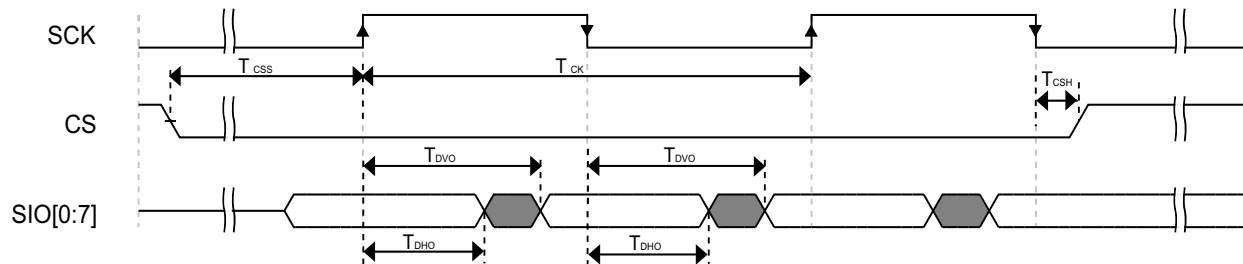 SCK
T CSS
T CK
T CSH
CS
T DVO
T DVO
SIO[0:7]
T DHO
T DHO